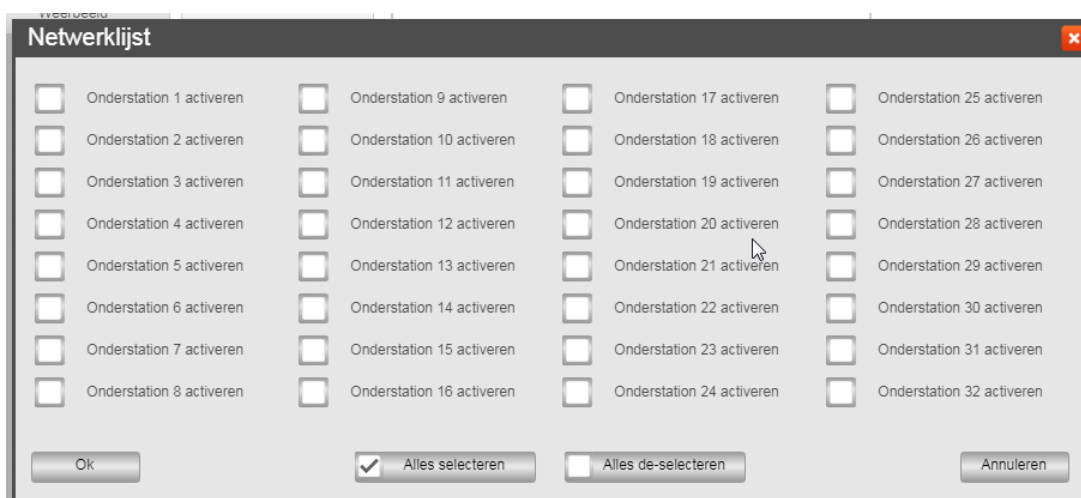 Weerbeeld
Netwerklijst
Onderstation 1 activeren
Onderstation 2 activeren
Onderstation 3 activeren
Onderstation 4 activeren
Onderstation 5 activeren
Onderstation 6 activeren
Onderstation 7 activeren
Onderstation 8 activeren
Onderstation 9 activeren
Onderstation 10 activeren
Onderstation 11 activeren
Onderstation 12 activeren
Onderstation 13 activeren
Onderstation 14 activeren
Onderstation 15 activeren
Onderstation 16 activeren
Onderstation 17 activeren
Onderstation 18 activeren
Onderstation 19 activeren
Onderstation 20 activeren
Onderstation 21 activeren
Onderstation 22 activeren
Onderstation 23 activeren
Onderstation 24 activeren
Onderstation 25 activeren
Onderstation 26 activeren
Onderstation 27 activeren
Onderstation 28 activeren
Onderstation 29 activeren
Onderstation 30 activeren
Onderstation 31 activeren
Onderstation 32 activeren
Ok
Alles selecteren
Alles de-selecteren
Annuleren